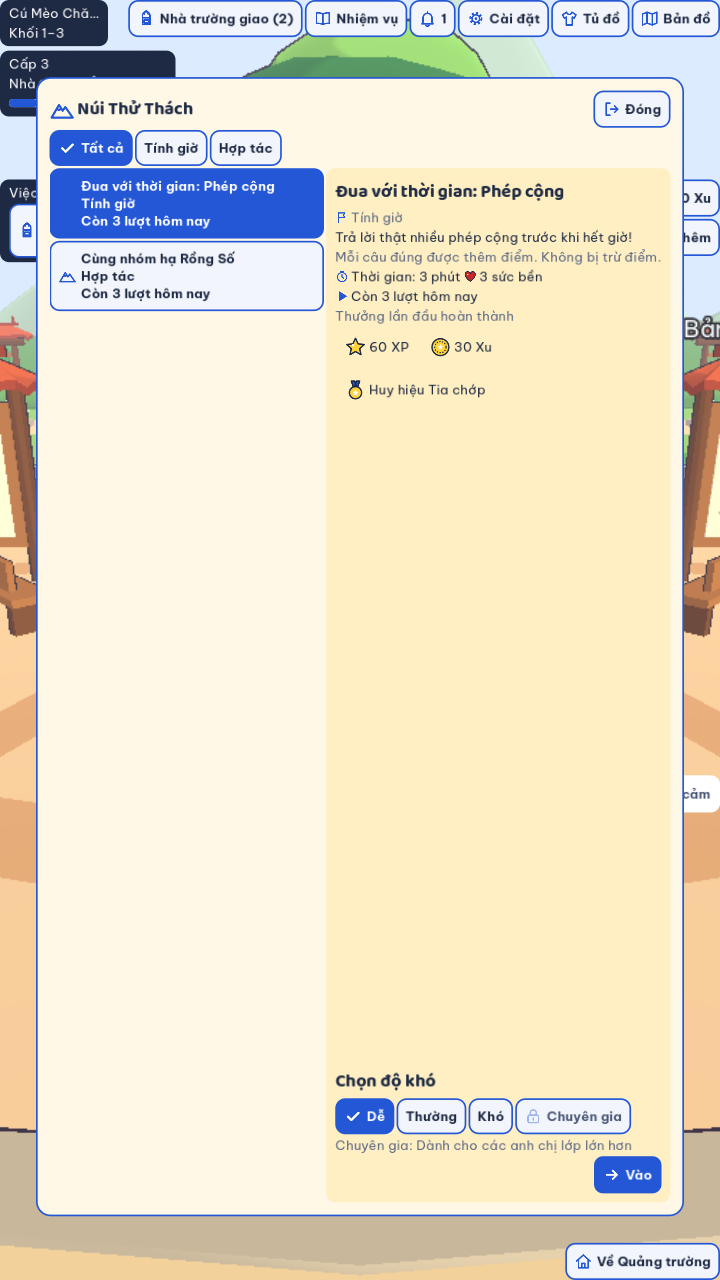 Cú Mèo Chă...
Khối 1-3
Nhà trường giao (2)
Nhiệm vụ
1
Cài đặt
Tủ đồ
Bản đồ
Cấp 3
Nhà
Núi Thử Thách
Đóng
Tất cả
Tính giờ
Hợp tác
Việc
Đua với thời gian: Phép cộng
Tính giờ
Còn 3 lượt hôm nay
Cùng nhóm hạ Rồng Số
Hợp tác
Còn 3 lượt hôm nay
Đua với thời gian: Phép cộng
Tính giờ
Trả lời thật nhiều phép cộng trước khi hết giờ!
Mỗi câu đúng được thêm điểm. Không bị trừ điểm.
Thời gian: 3 phút 3 sức bền
Còn 3 lượt hôm nay
Thưởng lần đầu hoàn thành
60 XP
30 Xu
Huy hiệu Tia chớp
0 Xu
hêm
Bản
cảm
Chọn độ khó
Dễ
Thường
Khó
Chuyên gia
Chuyên gia: Dành cho các anh chị lớp lớn hơn
Vào
Về Quảng trường